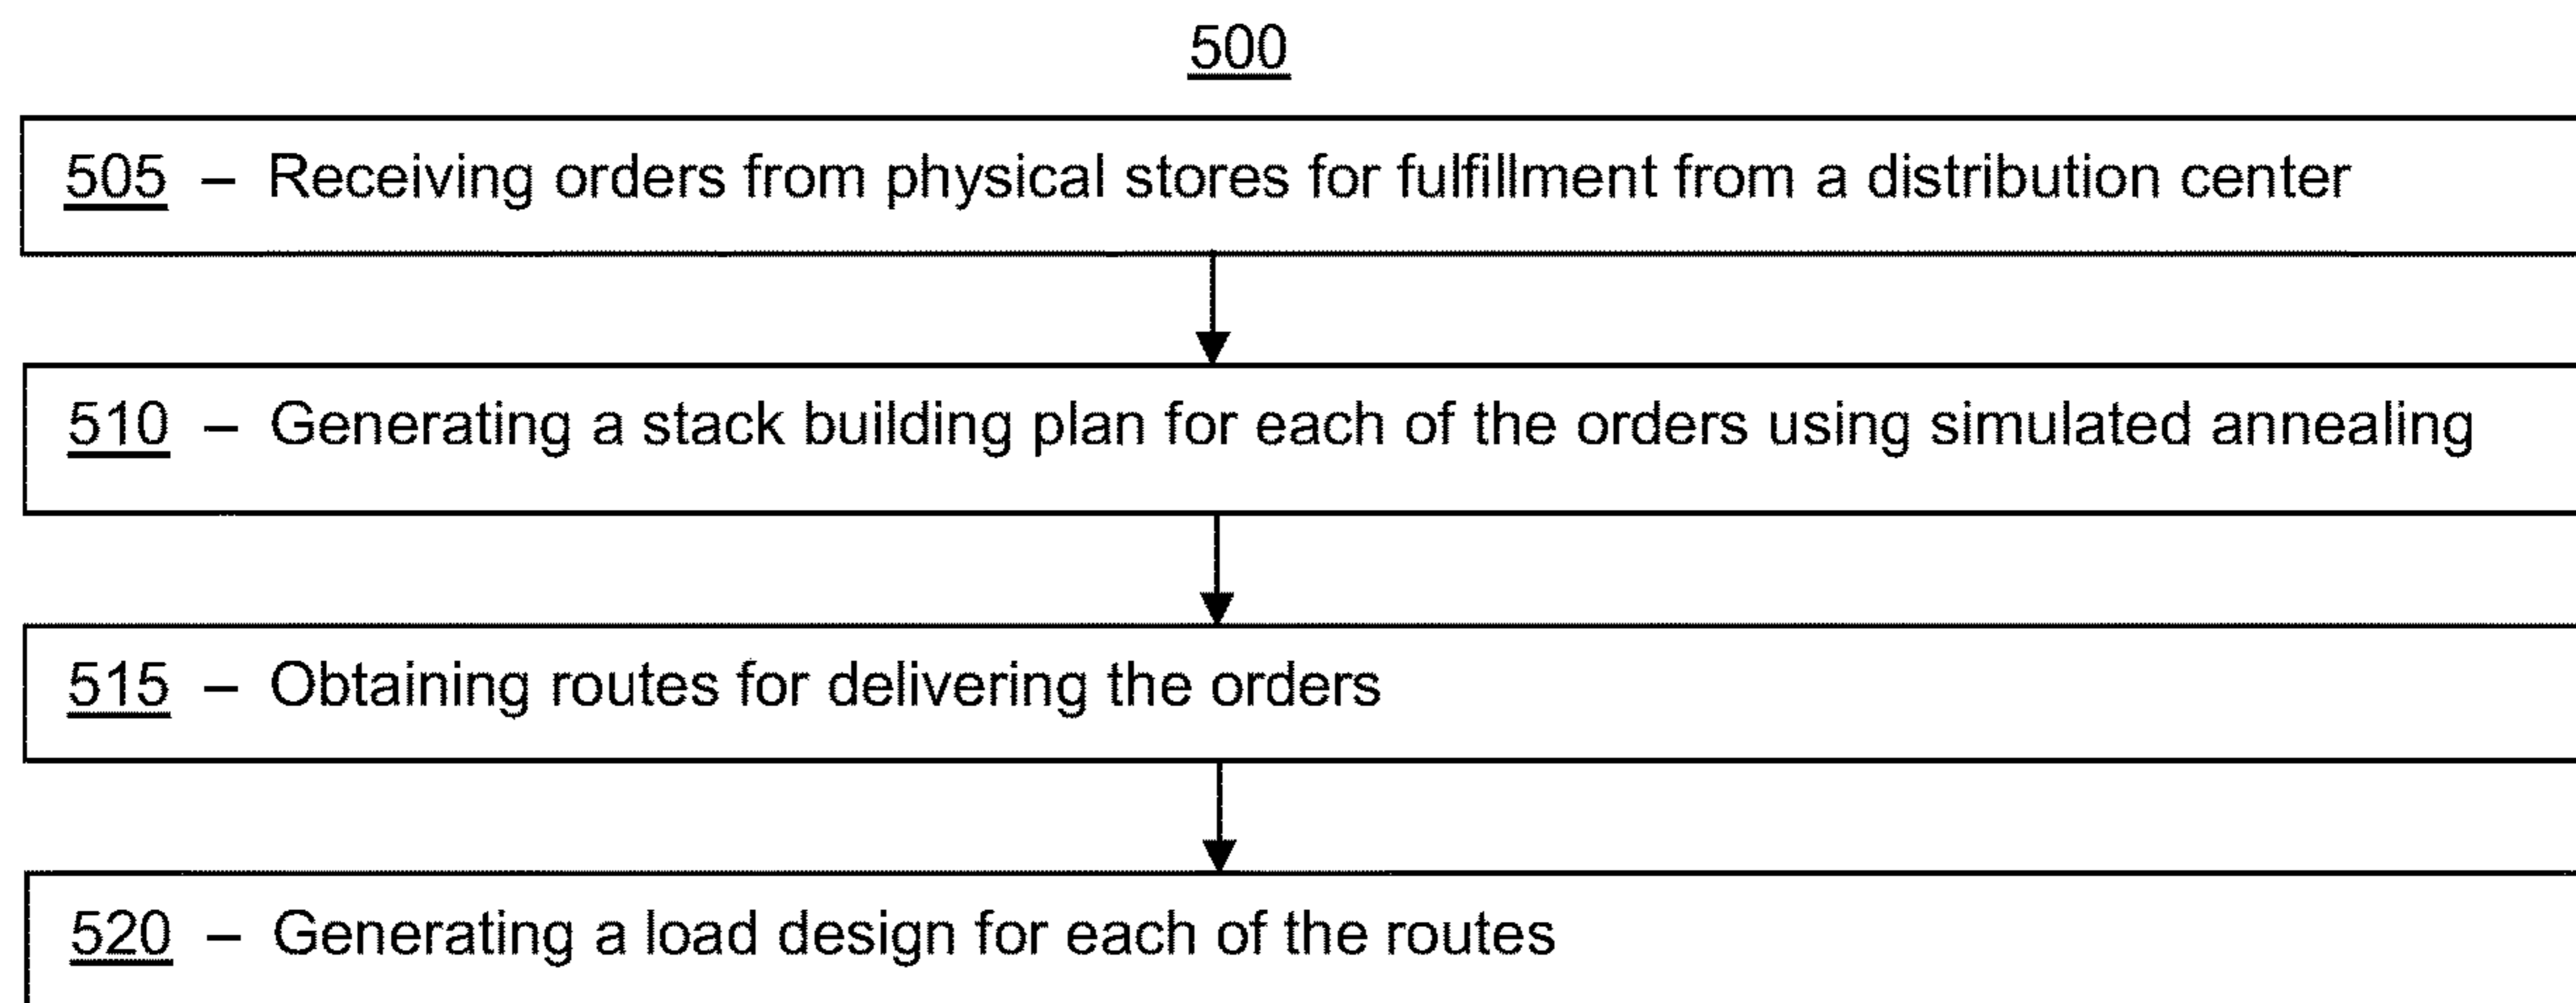 500
505 – Receiving orders from physical stores for fulfillment from a distribution center
510 – Generating a stack building plan for each of the orders using simulated annealing
515 – Obtaining routes for delivering the orders
520 – Generating a load design for each of the routes